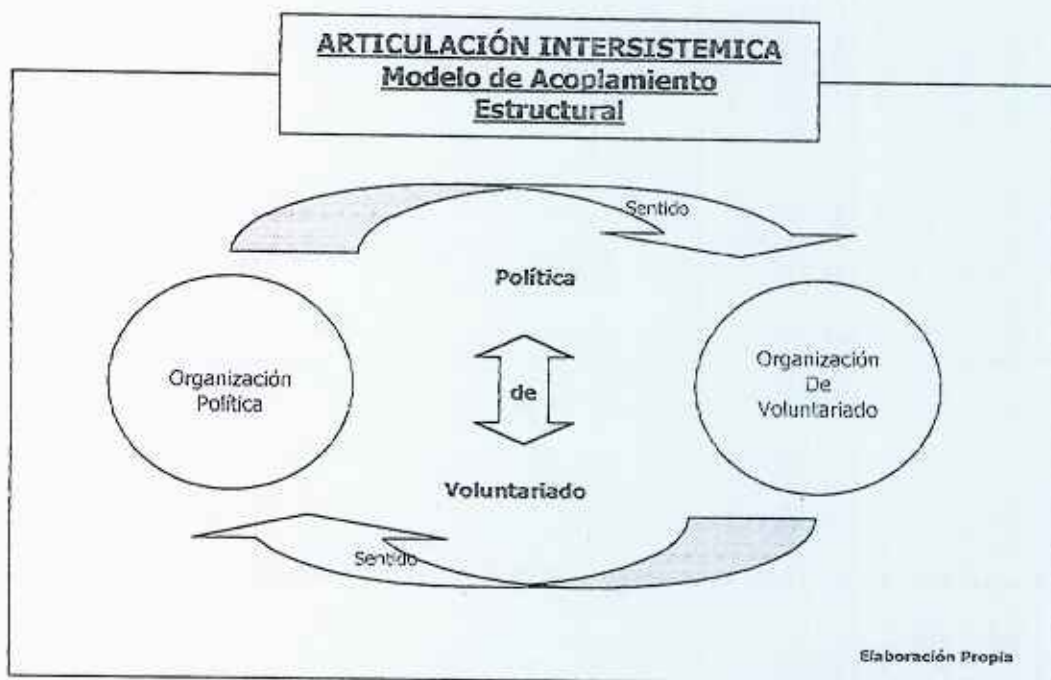 ARTICULACIÓN INTERSISTEMICA
Modelo de Acoplamiento
Estructural
Sentido
Política
Organización
Política
de
Organización
De
Voluntariado
Voluntariado
Sentido
Elaboración Propia